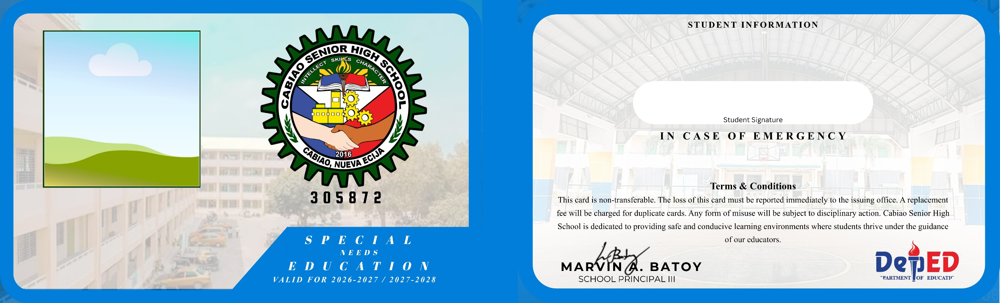 CABIAO SENIOR HIGH SCHOOL
INTELLECT SKILLS CHARACTER
2016
CABIAO, NUEVA ECIJA
305872
SPECIAL
NEEDS
EDUCATION
VALID FOR 2026-2027 / 2027-2028
STUDENT INFORMATION
Student Signature
IN CASE OF EMERGENCY
Terms & Conditions
This card is non-transferable. The loss of this card must be reported immediately to the issuing office. A replacement
fee will be charged for duplicate cards. Any form of misuse will be subject to disciplinary action. Cabiao Senior High
School is dedicated to providing safe and conducive learning environments where students thrive under the guidance
of our educators.
MARVIN A. BATOY
SCHOOL PRINCIPAL III
DepED
OF